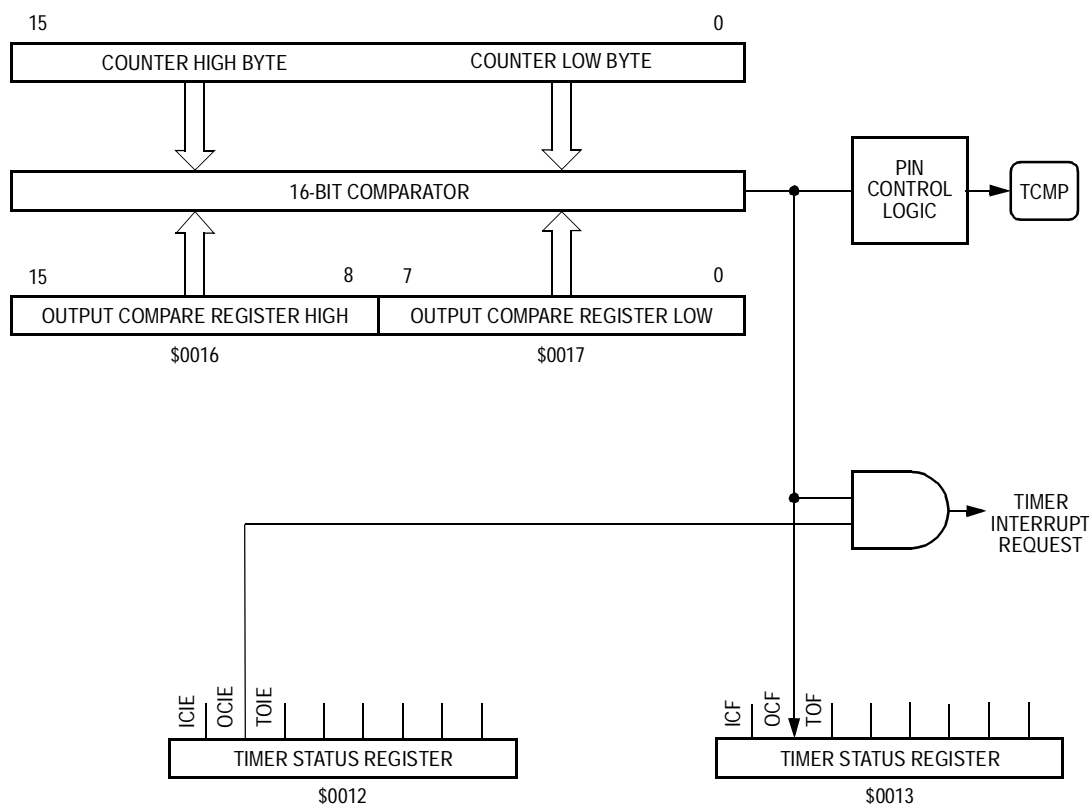 15 0
COUNTER HIGH BYTE COUNTER LOW BYTE
16-BIT COMPARATOR
PIN
CONTROL
LOGIC
TCMP
15 8 7 0
OUTPUT COMPARE REGISTER HIGH OUTPUT COMPARE REGISTER LOW
$0016 $0017
TIMER
INTERRUPT
REQUEST
ICIE OCIE TOIE
TIMER STATUS REGISTER
$0012
ICF OCF TOF
TIMER STATUS REGISTER
$0013